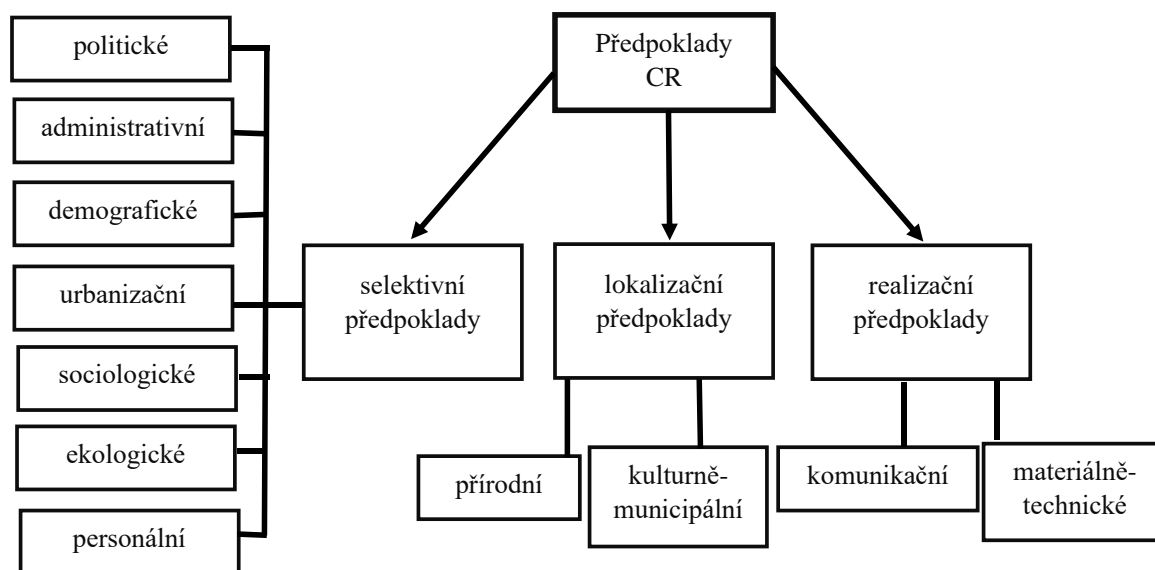 Předpoklady
CR
politické
administrativní
demografické
urbanizační
sociologické
ekologické
personální
selektivní
předpoklady
lokalizační
předpoklady
realizační
předpoklady
přírodní
kulturně-
municipální
komunikační
materiálně-
technické